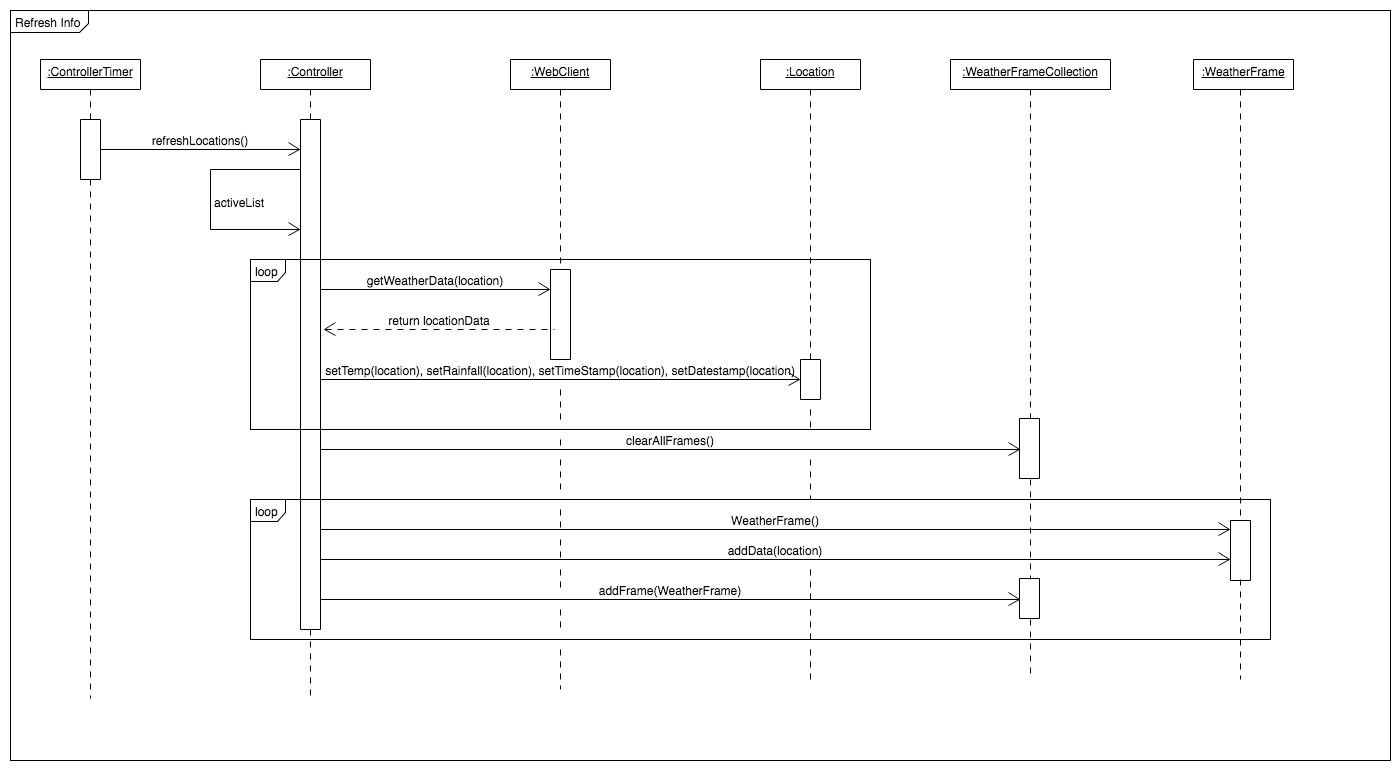 Refresh Info
:ControllerTimer
:Controller
:WebClient
:Location
:WeatherFrameCollection
:WeatherFrame
refreshLocations()
activeList
loop
getWeatherData(location)
return locationData
setTemp(location), setRainfall(location), setTimeStamp(location), setDatestamp(location)
clearAllFrames()
loop
WeatherFrame()
addData(location)
addFrame(WeatherFrame)